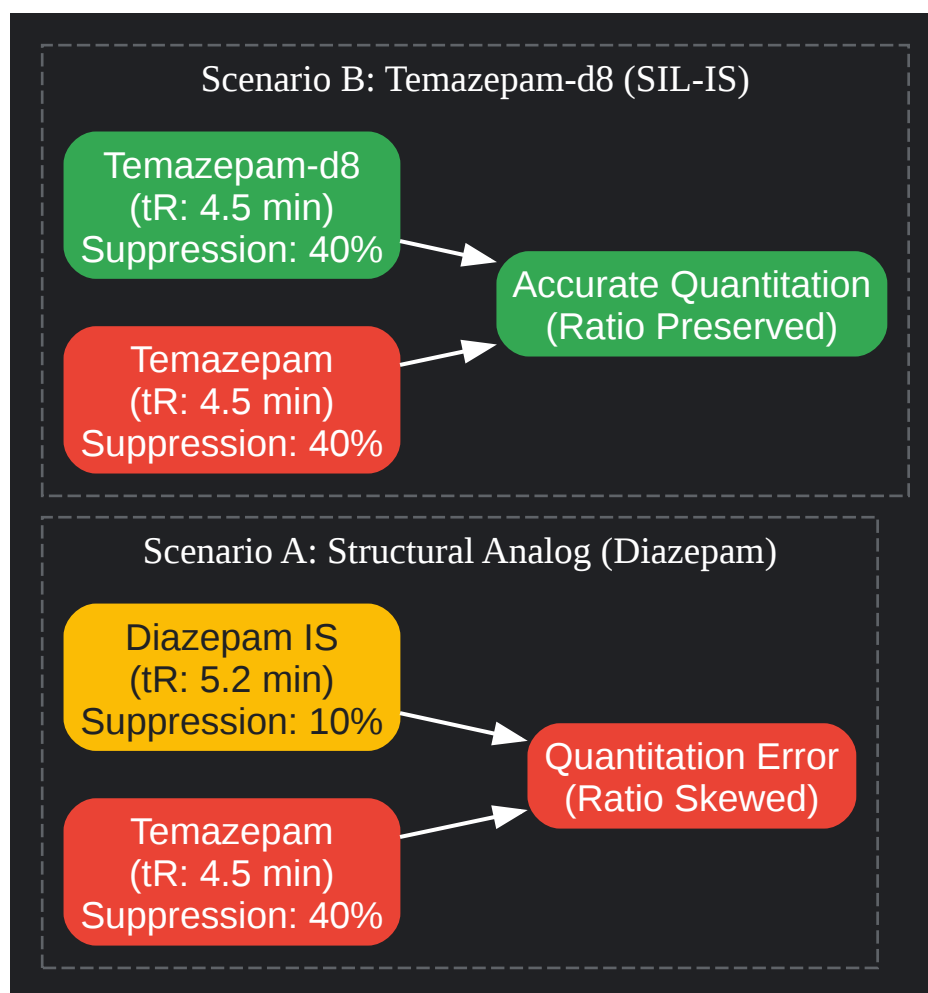 Scenario B: Temazepam-d8 (SIL-IS)
Temazepam-d8
(tR: 4.5 min)
Suppression: 40%
Temazepam
(tR: 4.5 min)
Suppression: 40%
Accurate Quantitation
(Ratio Preserved)
Scenario A: Structural Analog (Diazepam)
Diazepam IS
(tR: 5.2 min)
Suppression: 10%
Temazepam
(tR: 4.5 min)
Suppression: 40%
Quantitation Error
(Ratio Skewed)